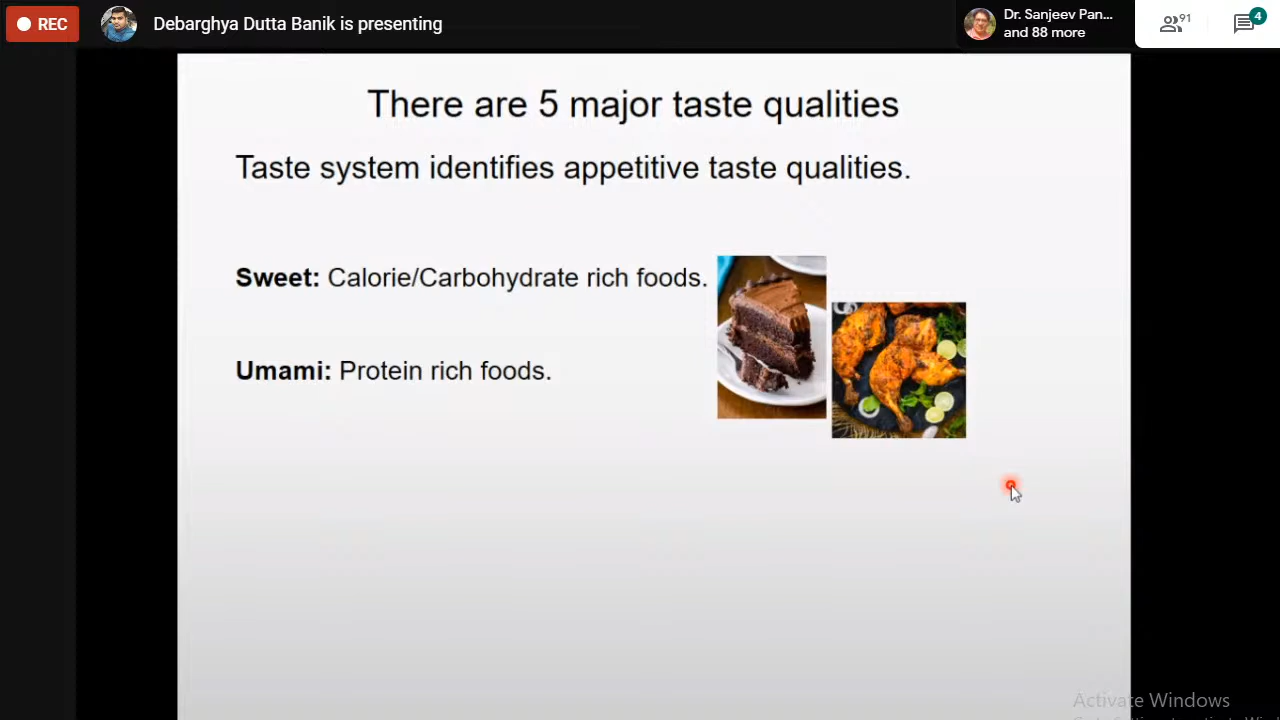 REC
Debarghya Dutta Banik is presenting
Dr. Sanjeev Pan...
and 88 more
91
4
There are 5 major taste qualities
Taste system identifies appetitive taste qualities.
Sweet: Calorie/Carbohydrate rich foods.
Umami: Protein rich foods.
Activate Windows